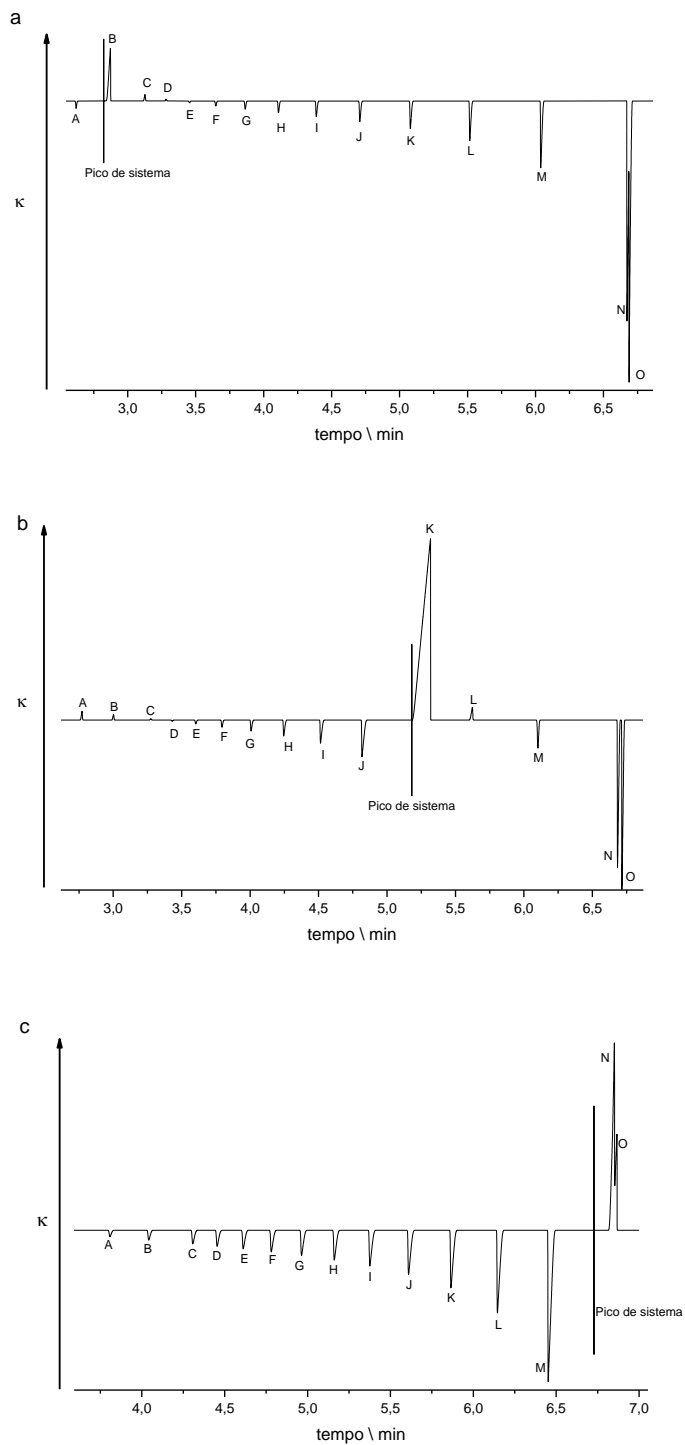 a
B
C D
A E F G H I J K L M
Pico de sistema
κ
N
O
3,0 3,5 4,0 4,5 5,0 5,5 6,0 6,5
tempo \ min
b
K
A B C L
D E F G H I J M
κ
Pico de sistema
N
O
3,0 3,5 4,0 4,5 5,0 5,5 6,0 6,5
tempo \ min
c
N
O
κ
A B C D E F G H I J K L M
Pico de sistema
4,0 4,5 5,0 5,5 6,0 6,5 7,0
tempo \ min